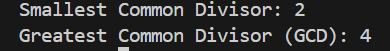 Smallest Common Divisor: 2
Greatest Common Divisor (GCD): 4